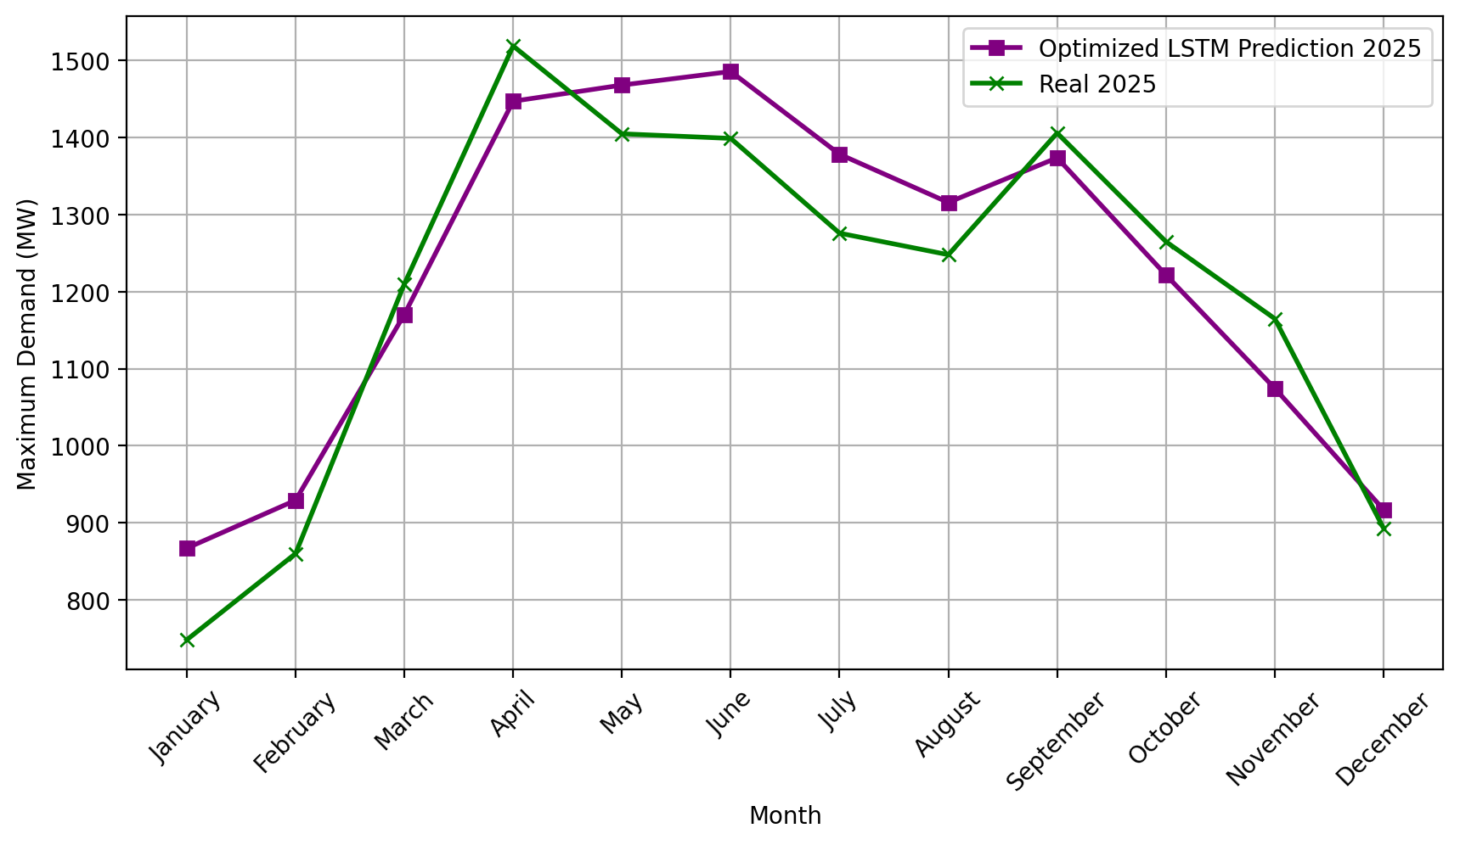 Optimized LSTM Prediction 2025
Real 2025
Maximum Demand (MW)
1500
1400
1300
1200
1100
1000
900
800
January
February
March
April
May
June
July
August
September
October
November
December
Month